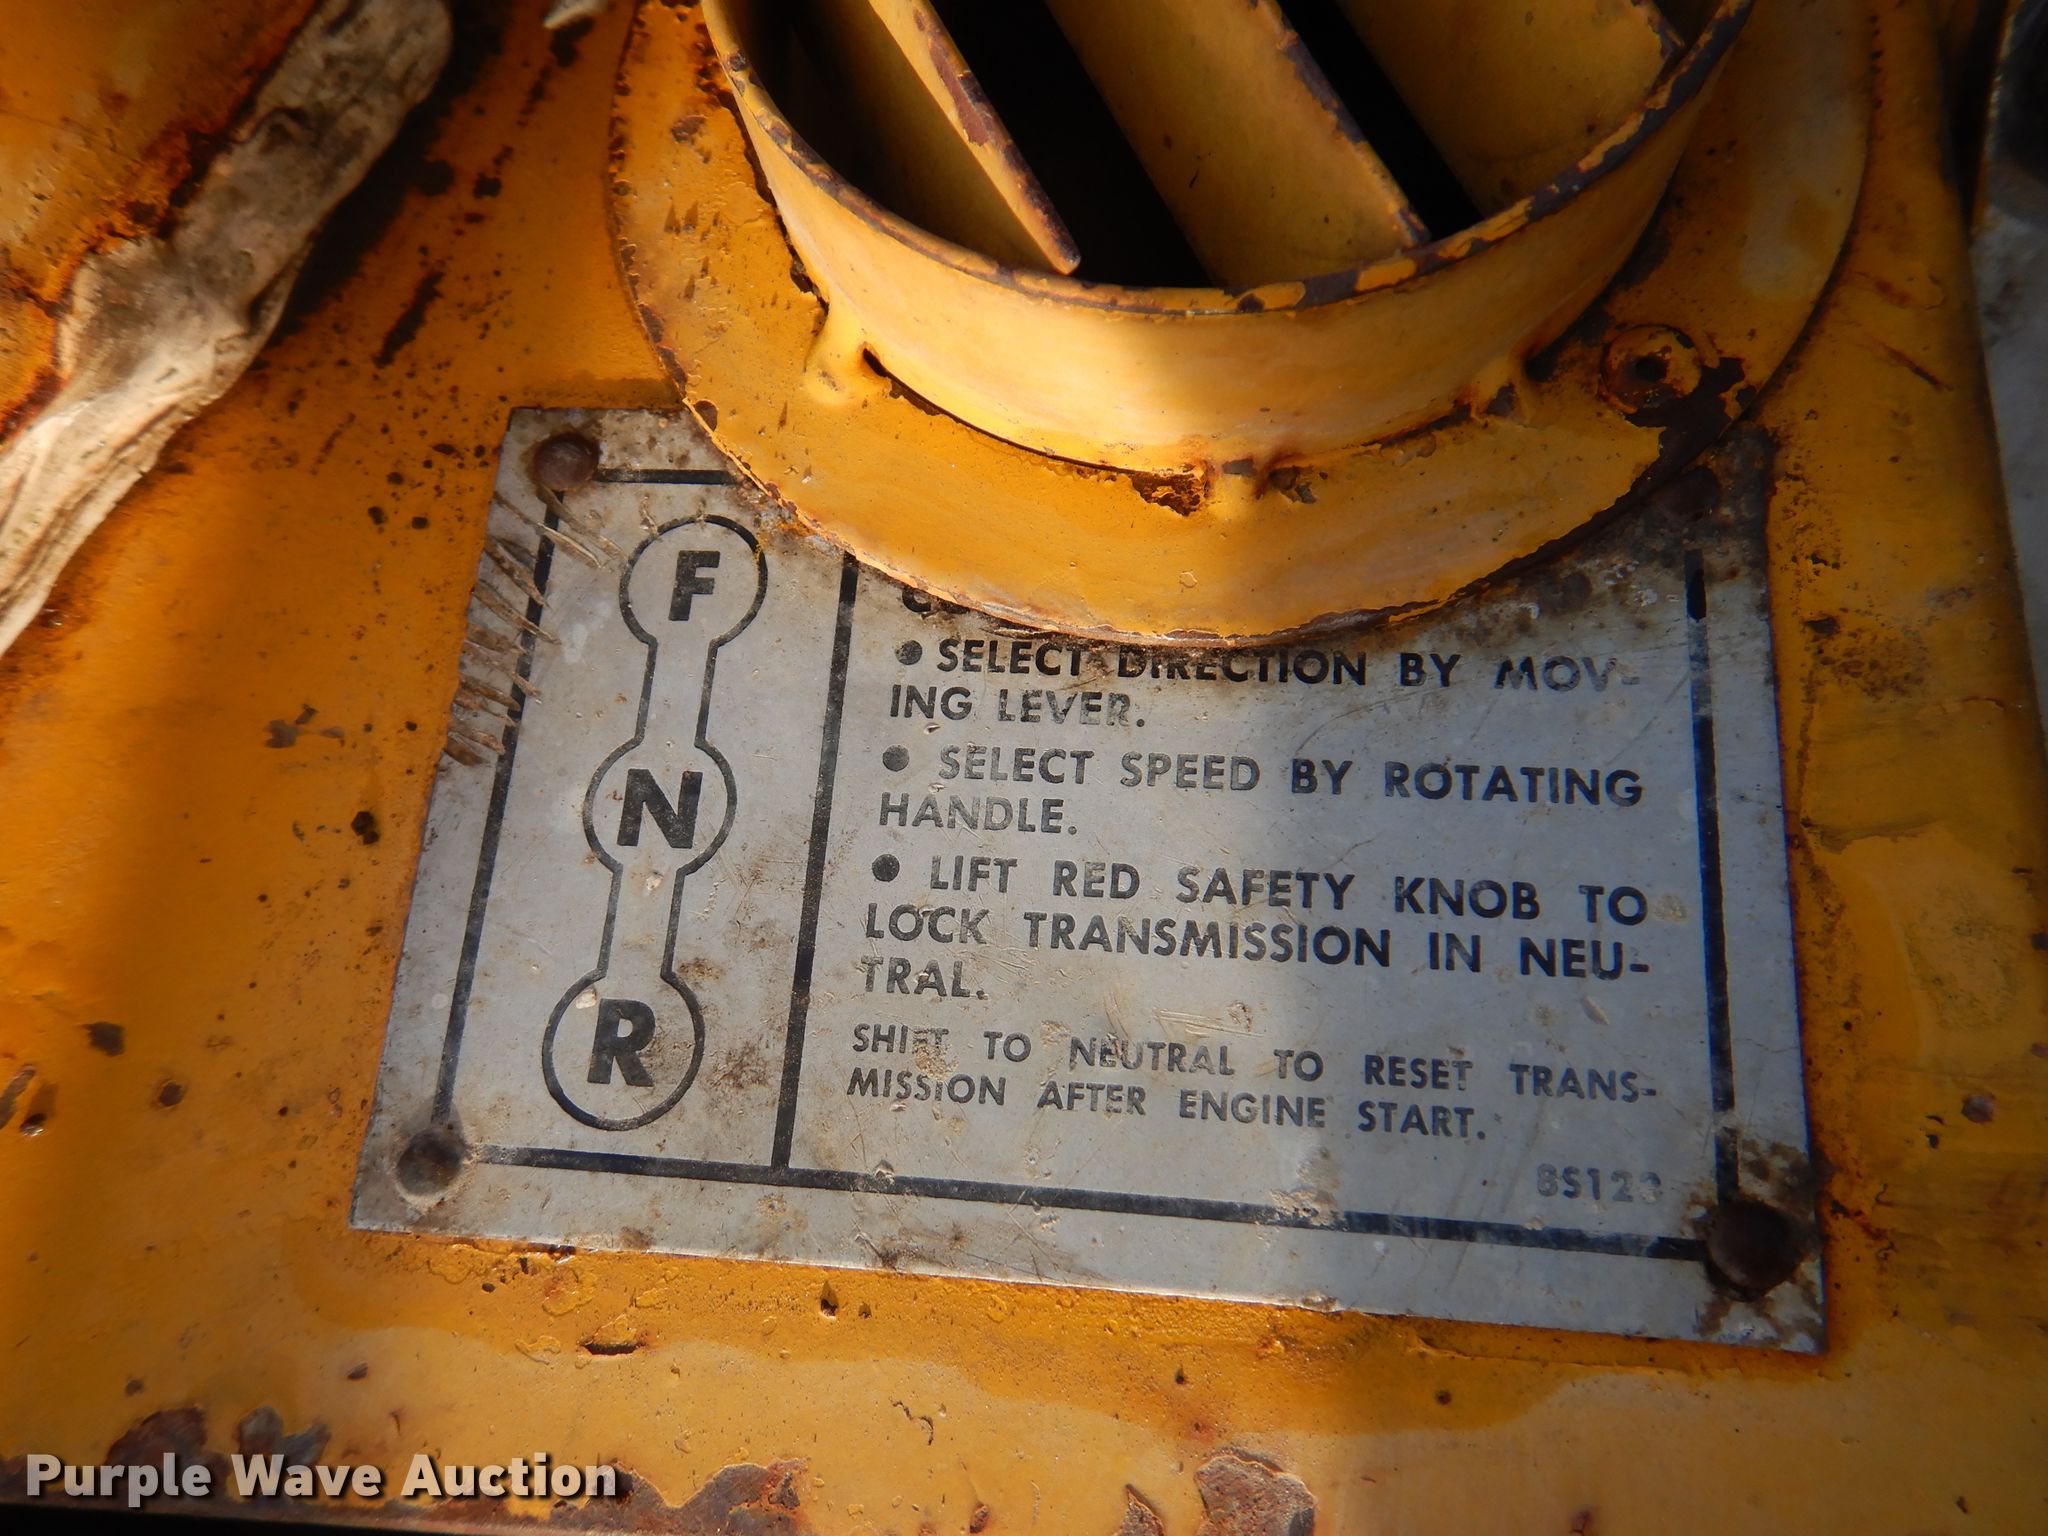 F
N
R
• SELECT DIRECTION BY MOV-
ING LEVER.
• SELECT SPEED BY ROTATING
HANDLE.
• LIFT RED SAFETY KNOB TO
LOCK TRANSMISSION IN NEU-
TRAL.
SHIFT TO NEUTRAL TO RESET TRANS-
MISSION AFTER ENGINE START.
Purple Wave Auction